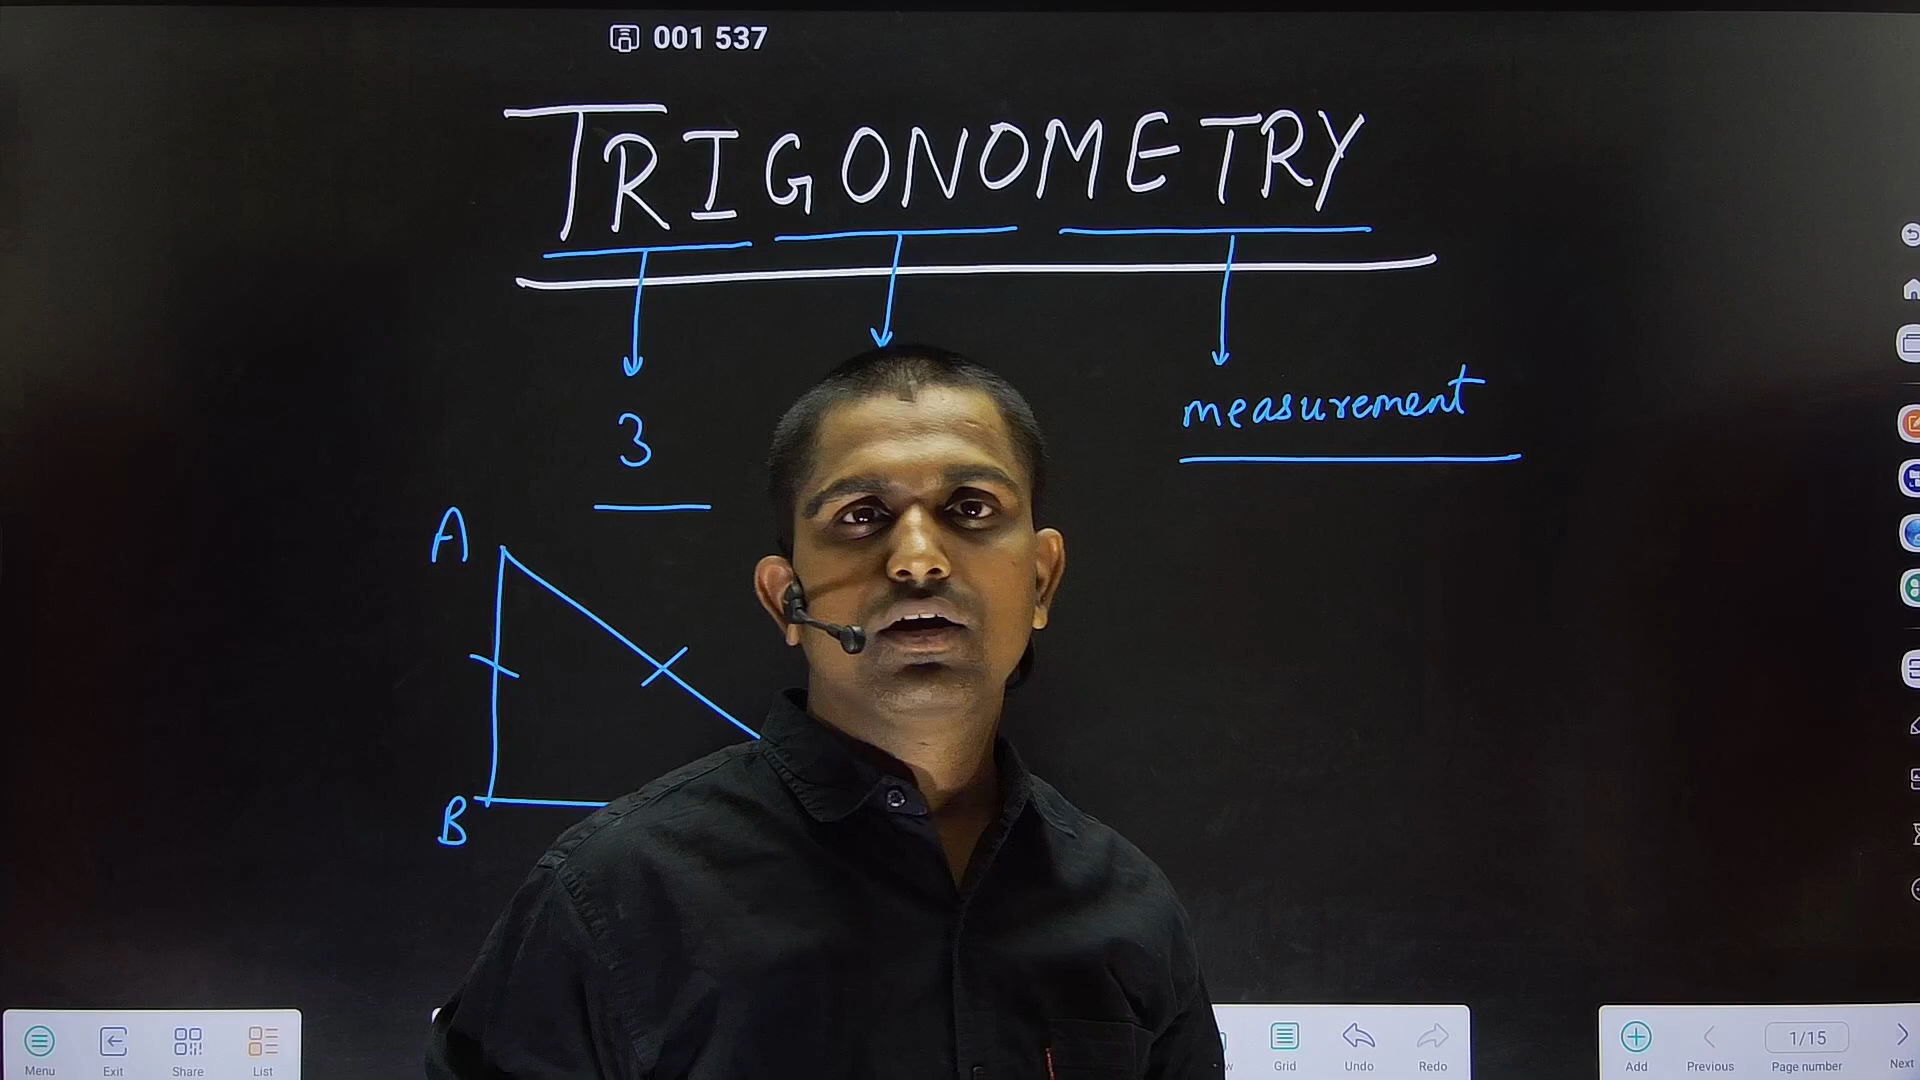 001 537
TRIGONOMETRY
3
measurement
A
B
Menu
Exit
Share
List
Grid
Undo
Redo
Add
Previous
1/15
Page number
Next